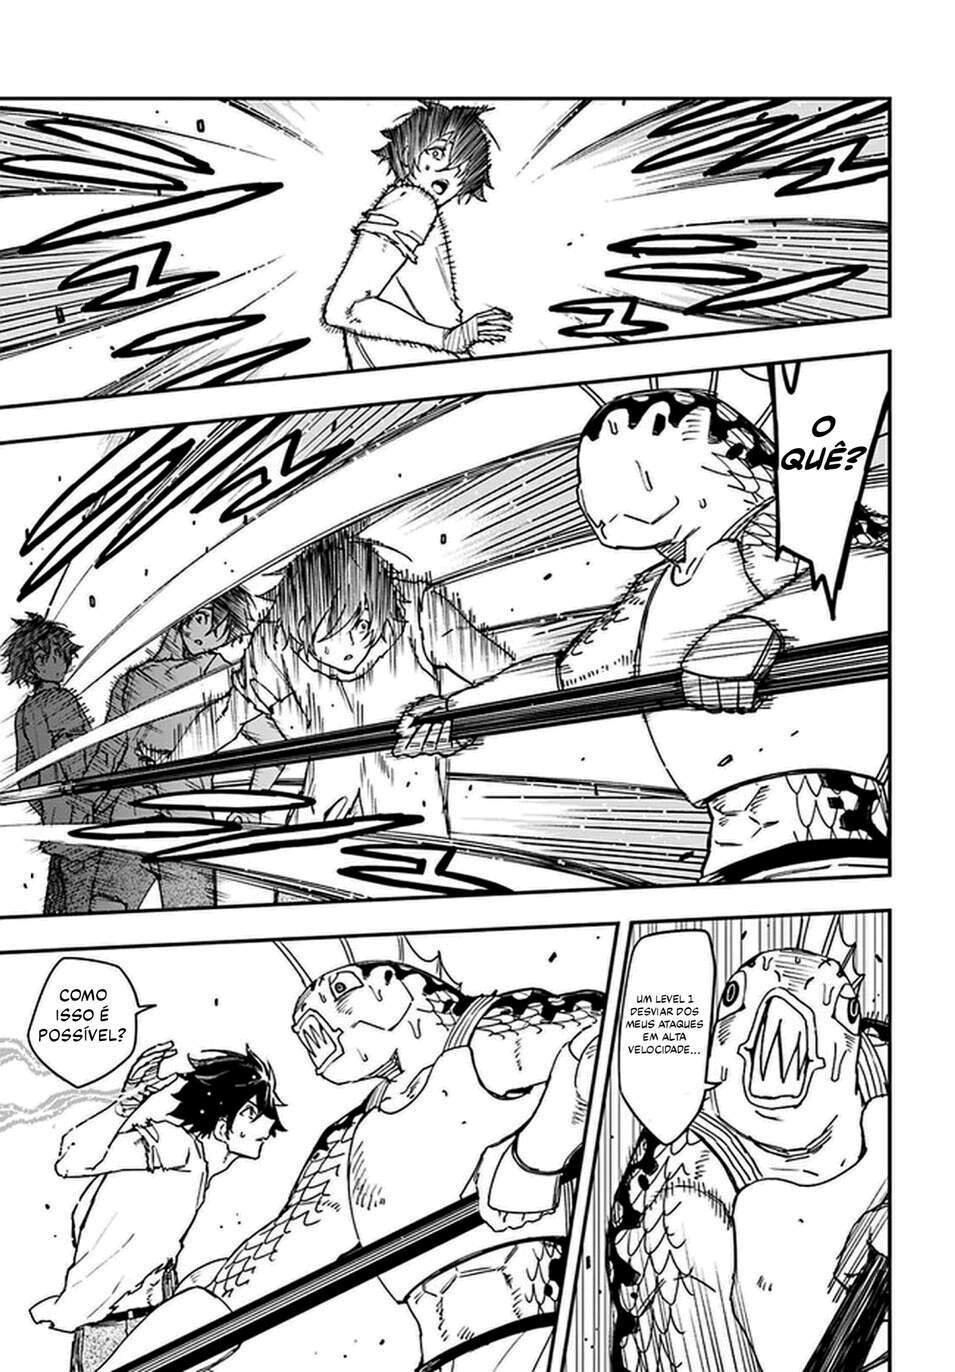 O
QUÊ?
UM LEVEL 1
DESVIAR DOS
MEUS ATAQUES
EM ALTA
VELOCIDADE...
COMO
ISSO É
POSSÍVEL?